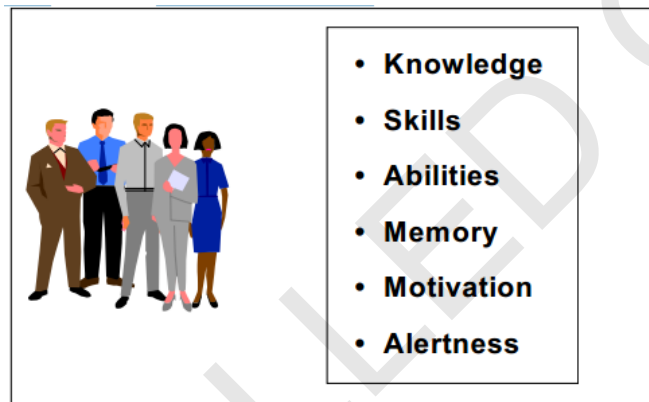 • Knowledge
• Skills
• Abilities
• Memory
• Motivation
• Alertness